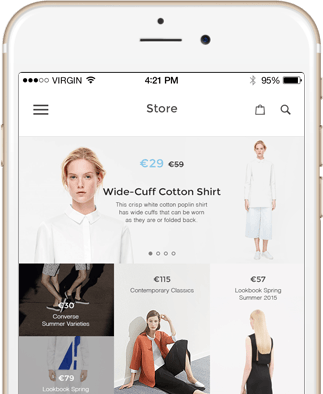 VIRGIN 4:21 PM 95%
Store
€29 €59
Wide-Cuff Cotton Shirt
This crisp white cotton poplin shirt
has wide cuffs that can be worn
as they are or folded back.
€30
Converse
Summer Varieties
€115
Contemporary Classics
€57
Lookbook Spring
Summer 2015
€79
Lookbook Spring